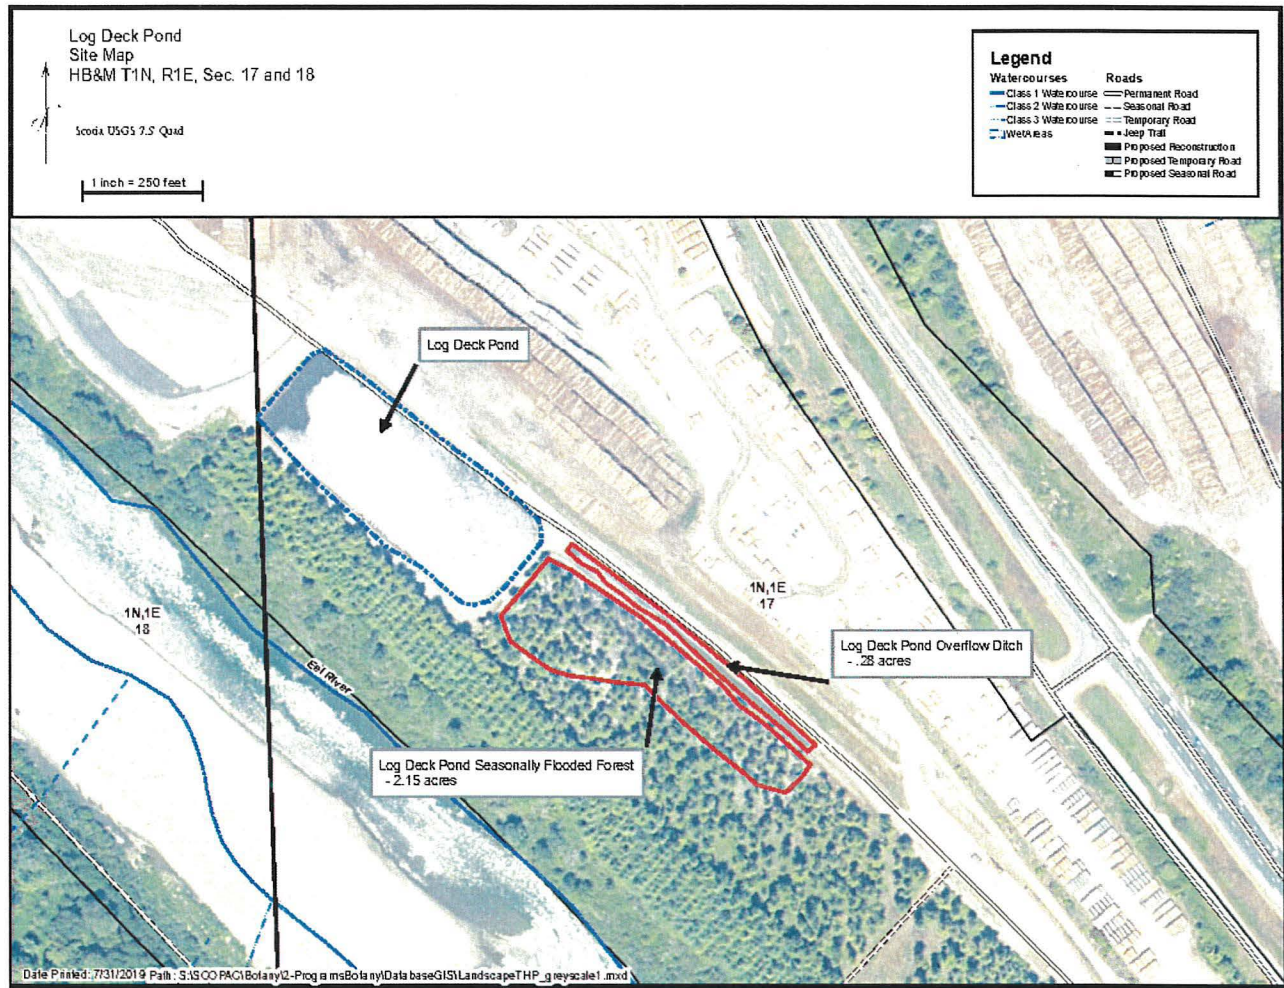 Log Deck Pond
Site Map
HB&M T1N, R1E, Sec. 17 and 18
Scotia USGS 7.5' Quad
1 inch = 250 feet
Legend
Watercourses
Class 1 Watercourse
Class 2 Watercourse
Class 3 Watercourse
WetAreas
Roads
Permanent Road
Seasonal Road
Temporary Road
Jeep Trail
Proposed Reconstruction
Proposed Temporary Road
Proposed Seasonal Road
Log Deck Pond
1N,1E
17
1N,1E
18
Log Deck Pond Overflow Ditch
- .28 acres
Eel River
Log Deck Pond Seasonally Flooded Forest
- 2.15 acres
Date Printed: 7/31/2019 Path: S:\SCOPAC\Botany\2-ProgramsBotany\DatabaseGIS\LandscapeTHP_greyscale1.mxd